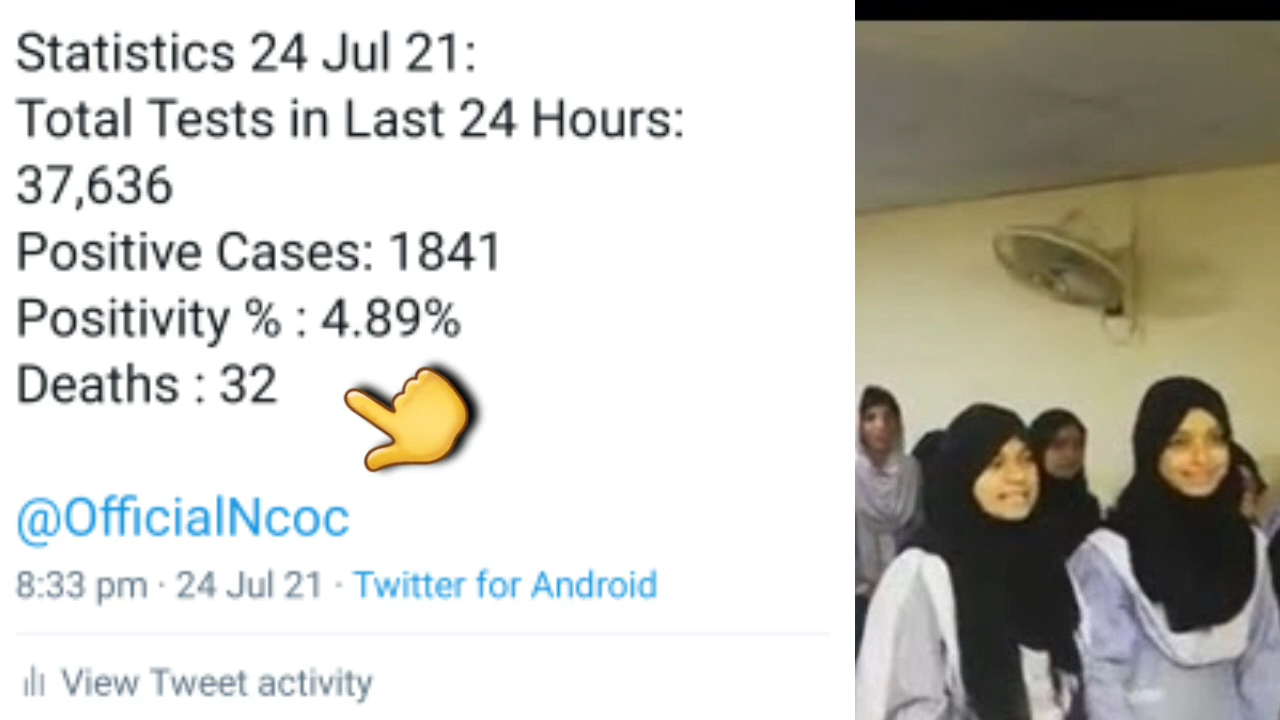 Statistics 24 Jul 21:
Total Tests in Last 24 Hours:
37,636
Positive Cases: 1841
Positivity % : 4.89%
Deaths : 32
@OfficialNcoc
8:33 pm · 24 Jul 21 · Twitter for Android
View Tweet activity